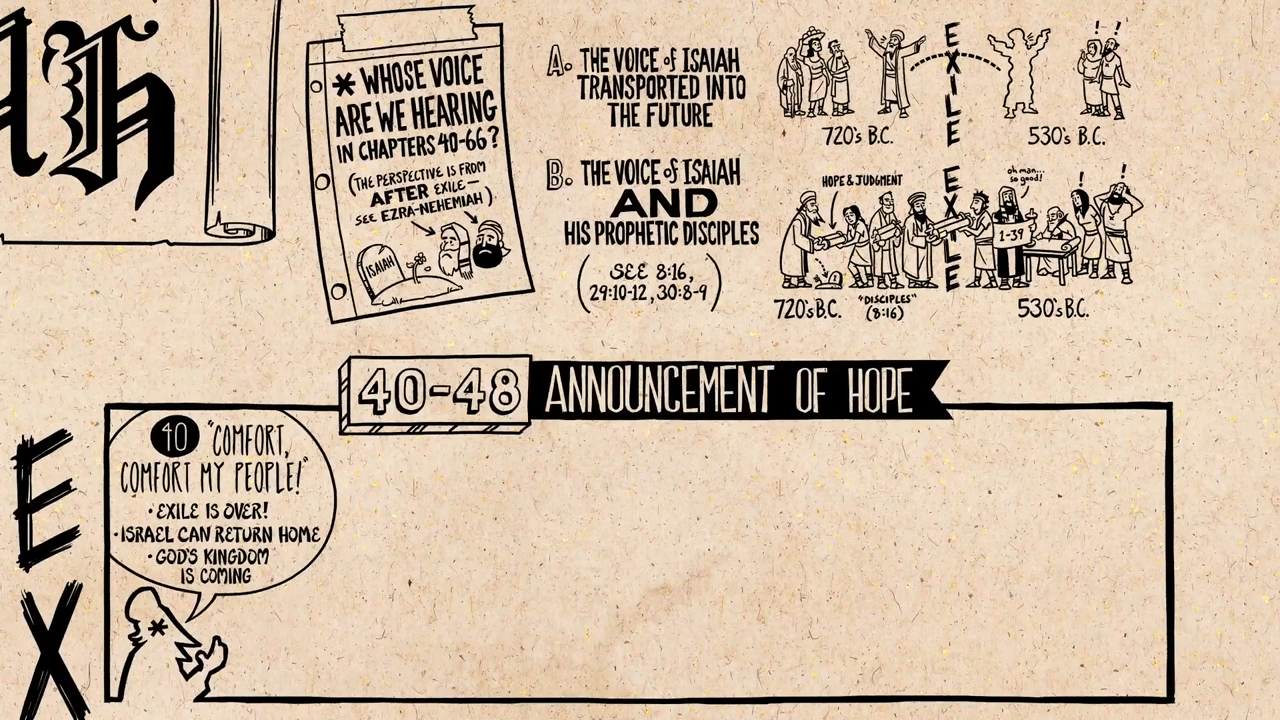 ah
* WHOSE VOICE
ARE WE HEARING
IN CHAPTERS 40-66?
(THE PERSPECTIVE IS FROM
AFTER EXILE—
SEE EZRA-NEHEMIAH)
ISAIAH
A. THE VOICE of ISAIAH
TRANSPORTED INTO
THE FUTURE
720's B.C.
EXILE
! !
530's B.C.
B. THE VOICE of ISAIAH
AND
HIS PROPHETIC DISCIPLES
(SEE 8:16,
29:10-12, 30:8-9)
HOPE & JUDGMENT
720's B.C.
"DISCIPLES"
(8:16)
EXILE
oh man...
so good!
! !
1-39
530's B.C.
40-48 ANNOUNCEMENT OF HOPE
40 "COMFORT,
COMFORT MY PEOPLE!"
• EXILE IS OVER!
• ISRAEL CAN RETURN HOME
• GOD'S KINGDOM
IS COMING
*
EX